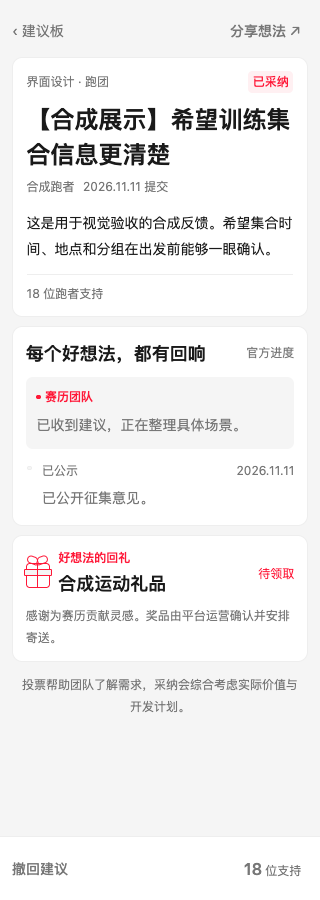 ‹ 建议板
分享想法 ↗
界面设计 · 跑团
已采纳
【合成展示】希望训练集
合信息更清楚
合成跑者 2026.11.11 提交
这是用于视觉验收的合成反馈。希望集合时
间、地点和分组在出发前能够一眼确认。
18 位跑者支持
每个好想法，都有回响
官方进度
赛历团队
已收到建议，正在整理具体场景。
已公示
2026.11.11
已公开征集意见。
好想法的回礼
合成运动礼品
待领取
感谢为赛历贡献灵感。奖品由平台运营确认并安排
寄送。
投票帮助团队了解需求，采纳会综合考虑实际价值与
开发计划。
撤回建议
18 位支持